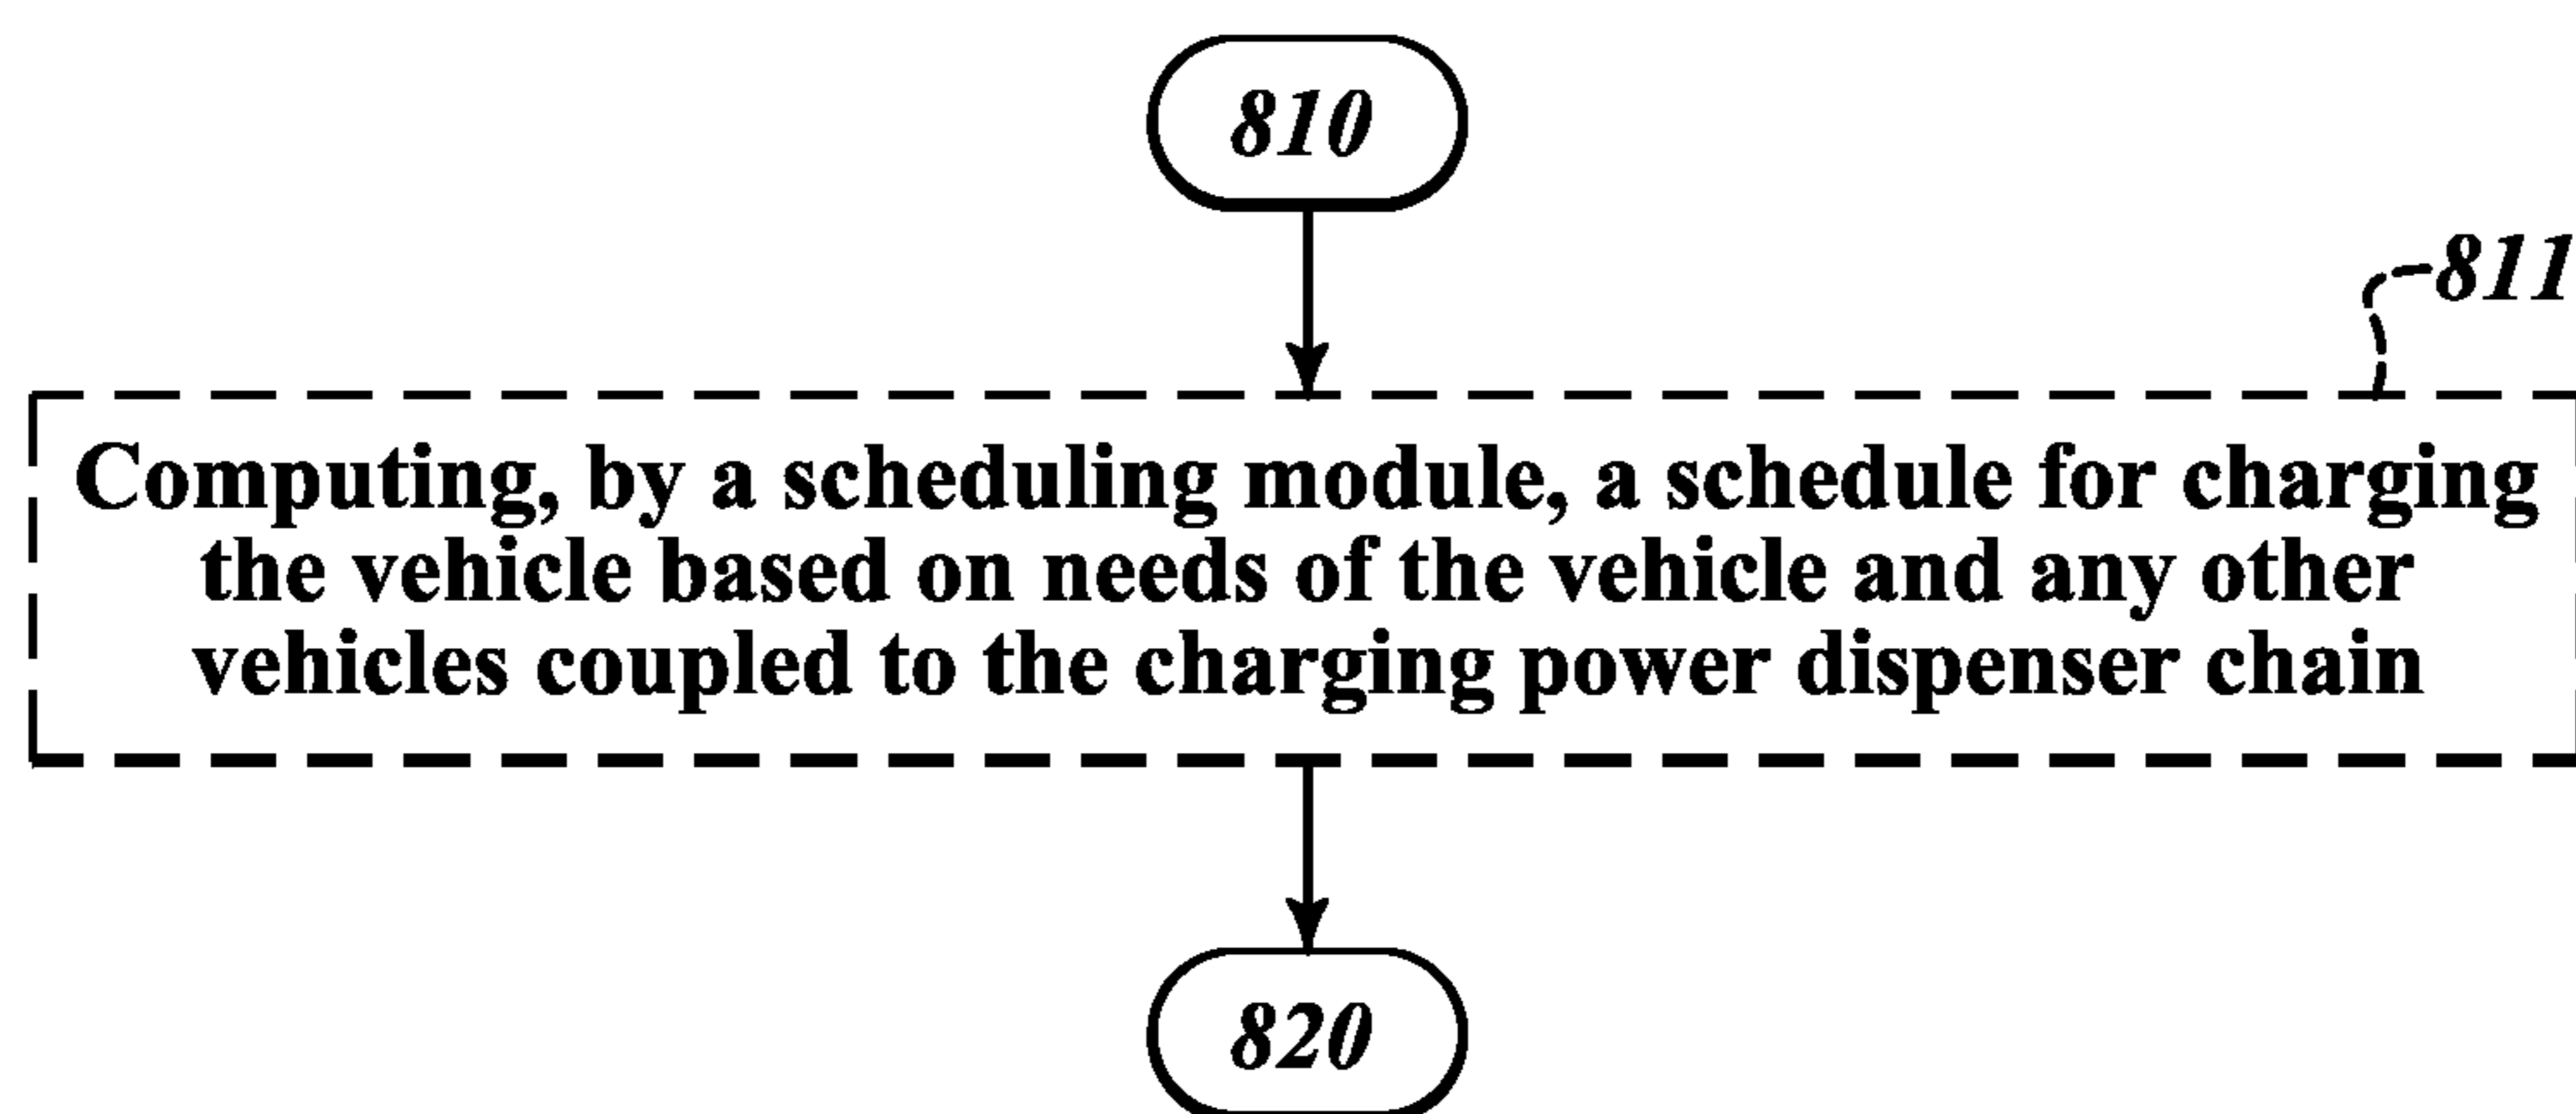 810
811
Computing, by a scheduling module, a schedule for charging
the vehicle based on needs of the vehicle and any other
vehicles coupled to the charging power dispenser chain
820